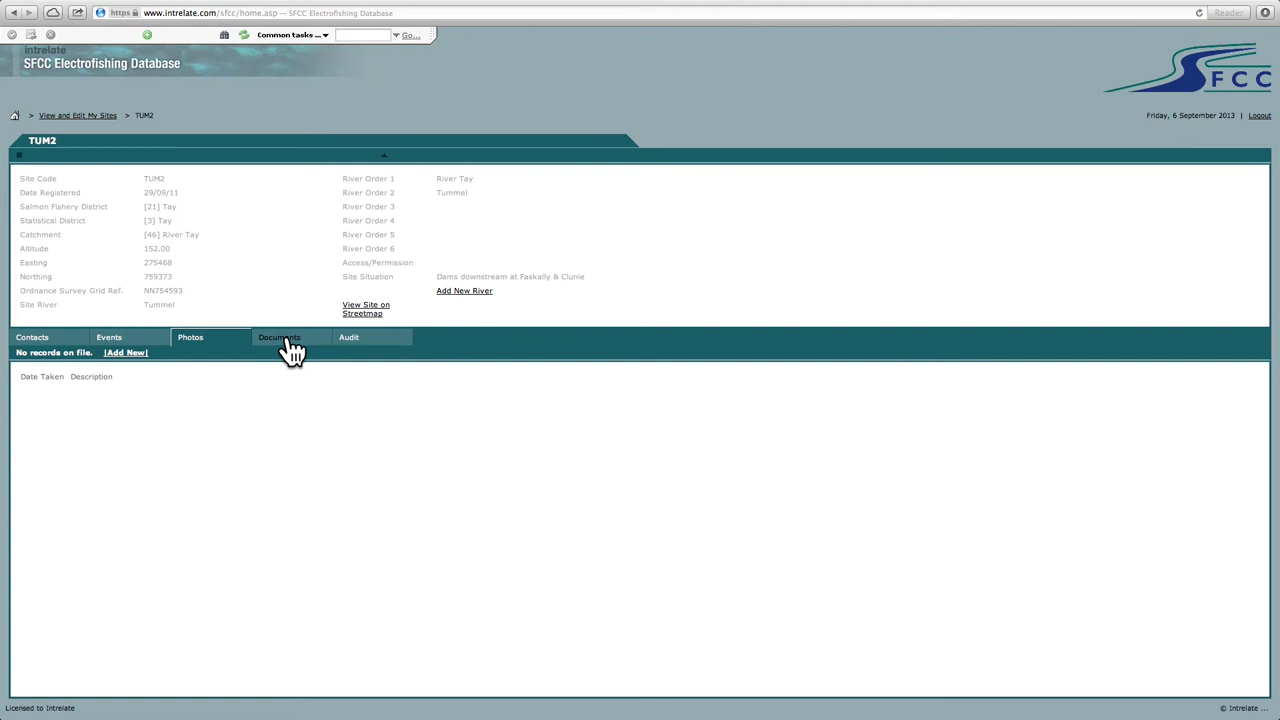 https www.intrelate.com/sfcc/home.asp — SFCC Electrofishing Database Reader
Common tasks ... Go...
intrelate
SFCC Electrofishing Database
SFCC
> View and Edit My Sites > TUM2 Friday, 6 September 2013 | Logout
TUM2
Site Code TUM2 River Order 1 River Tay
Date Registered 29/09/11 River Order 2 Tummel
Salmon Fishery District [21] Tay River Order 3
Statistical District [3] Tay River Order 4
Catchment [46] River Tay River Order 5
Altitude 152.00 River Order 6
Easting 275468 Access/Permission
Northing 759373 Site Situation Dams downstream at Faskally & Clunie
Ordnance Survey Grid Ref. NN754593 Add New River
Site River Tummel View Site on
Streetmap
Contacts Events Photos Documents Audit
No records on file. |Add New|
Date Taken Description
Licensed to Intrelate © Intrelate ...